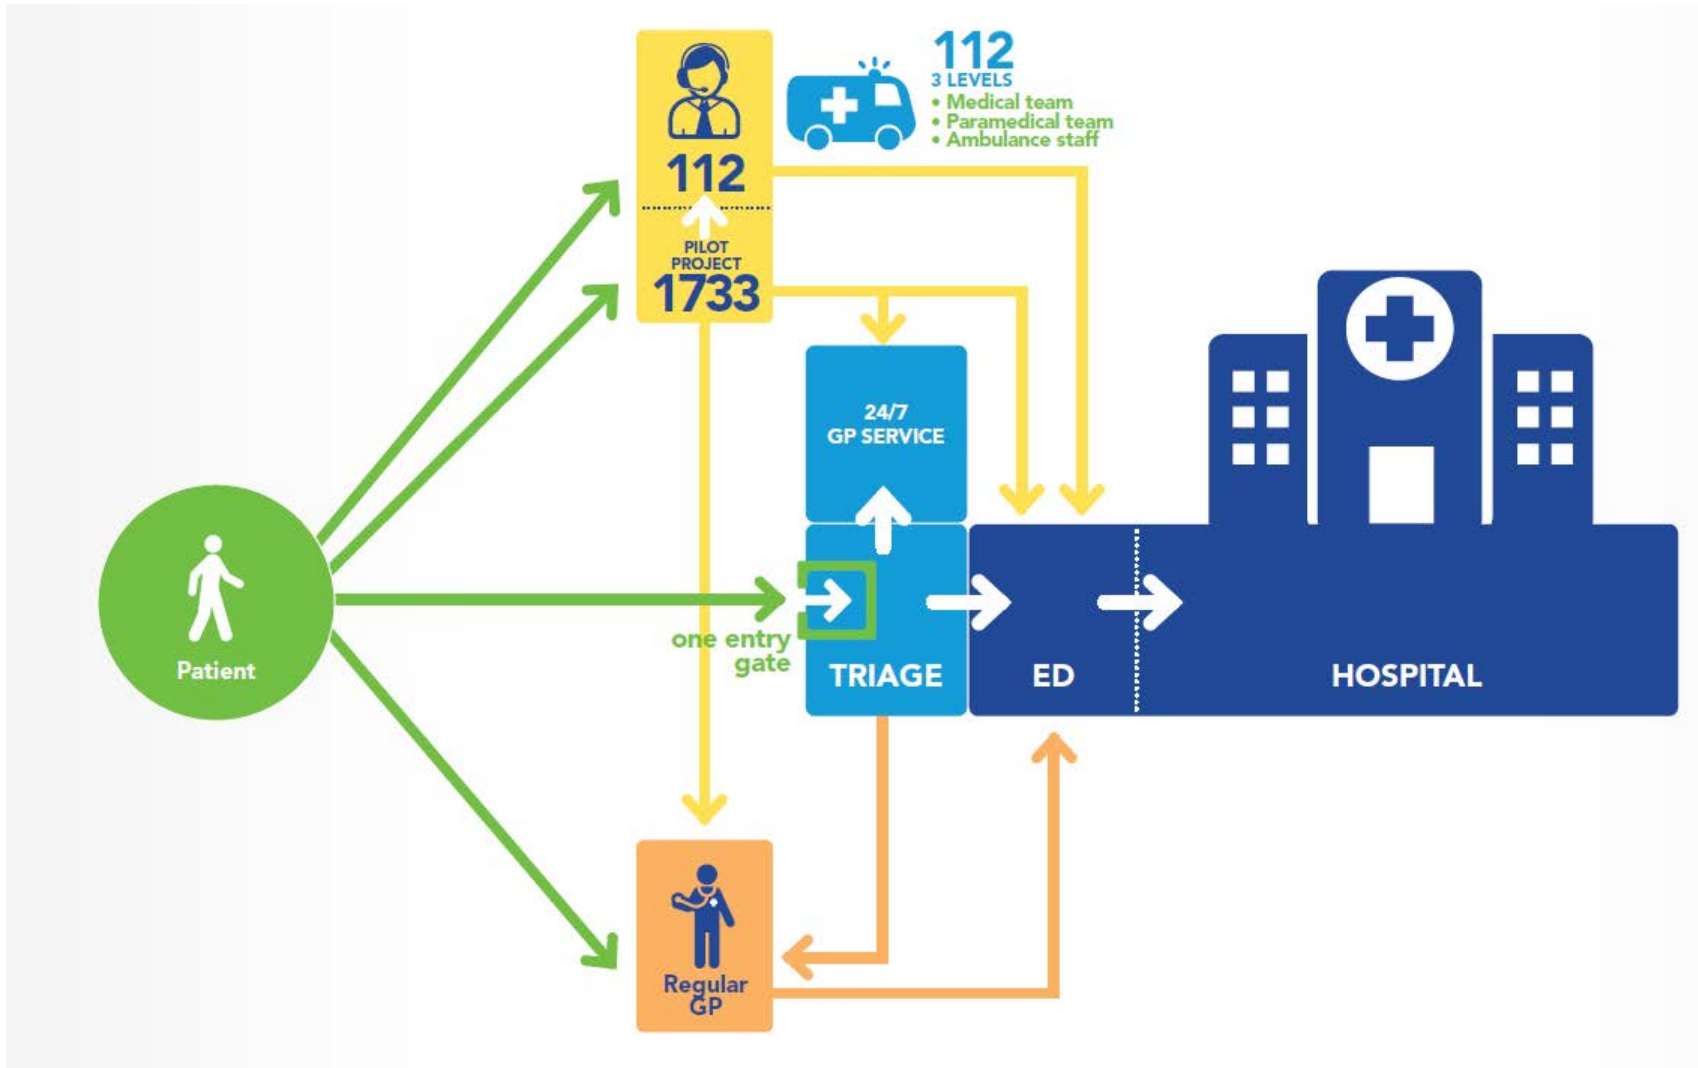 112
3 LEVELS
• Medical team
• Paramedical team
• Ambulance staff
112
PILOT
PROJECT
1733
24/7
GP SERVICE
Patient
one entry
gate
TRIAGE
ED
HOSPITAL
Regular
GP